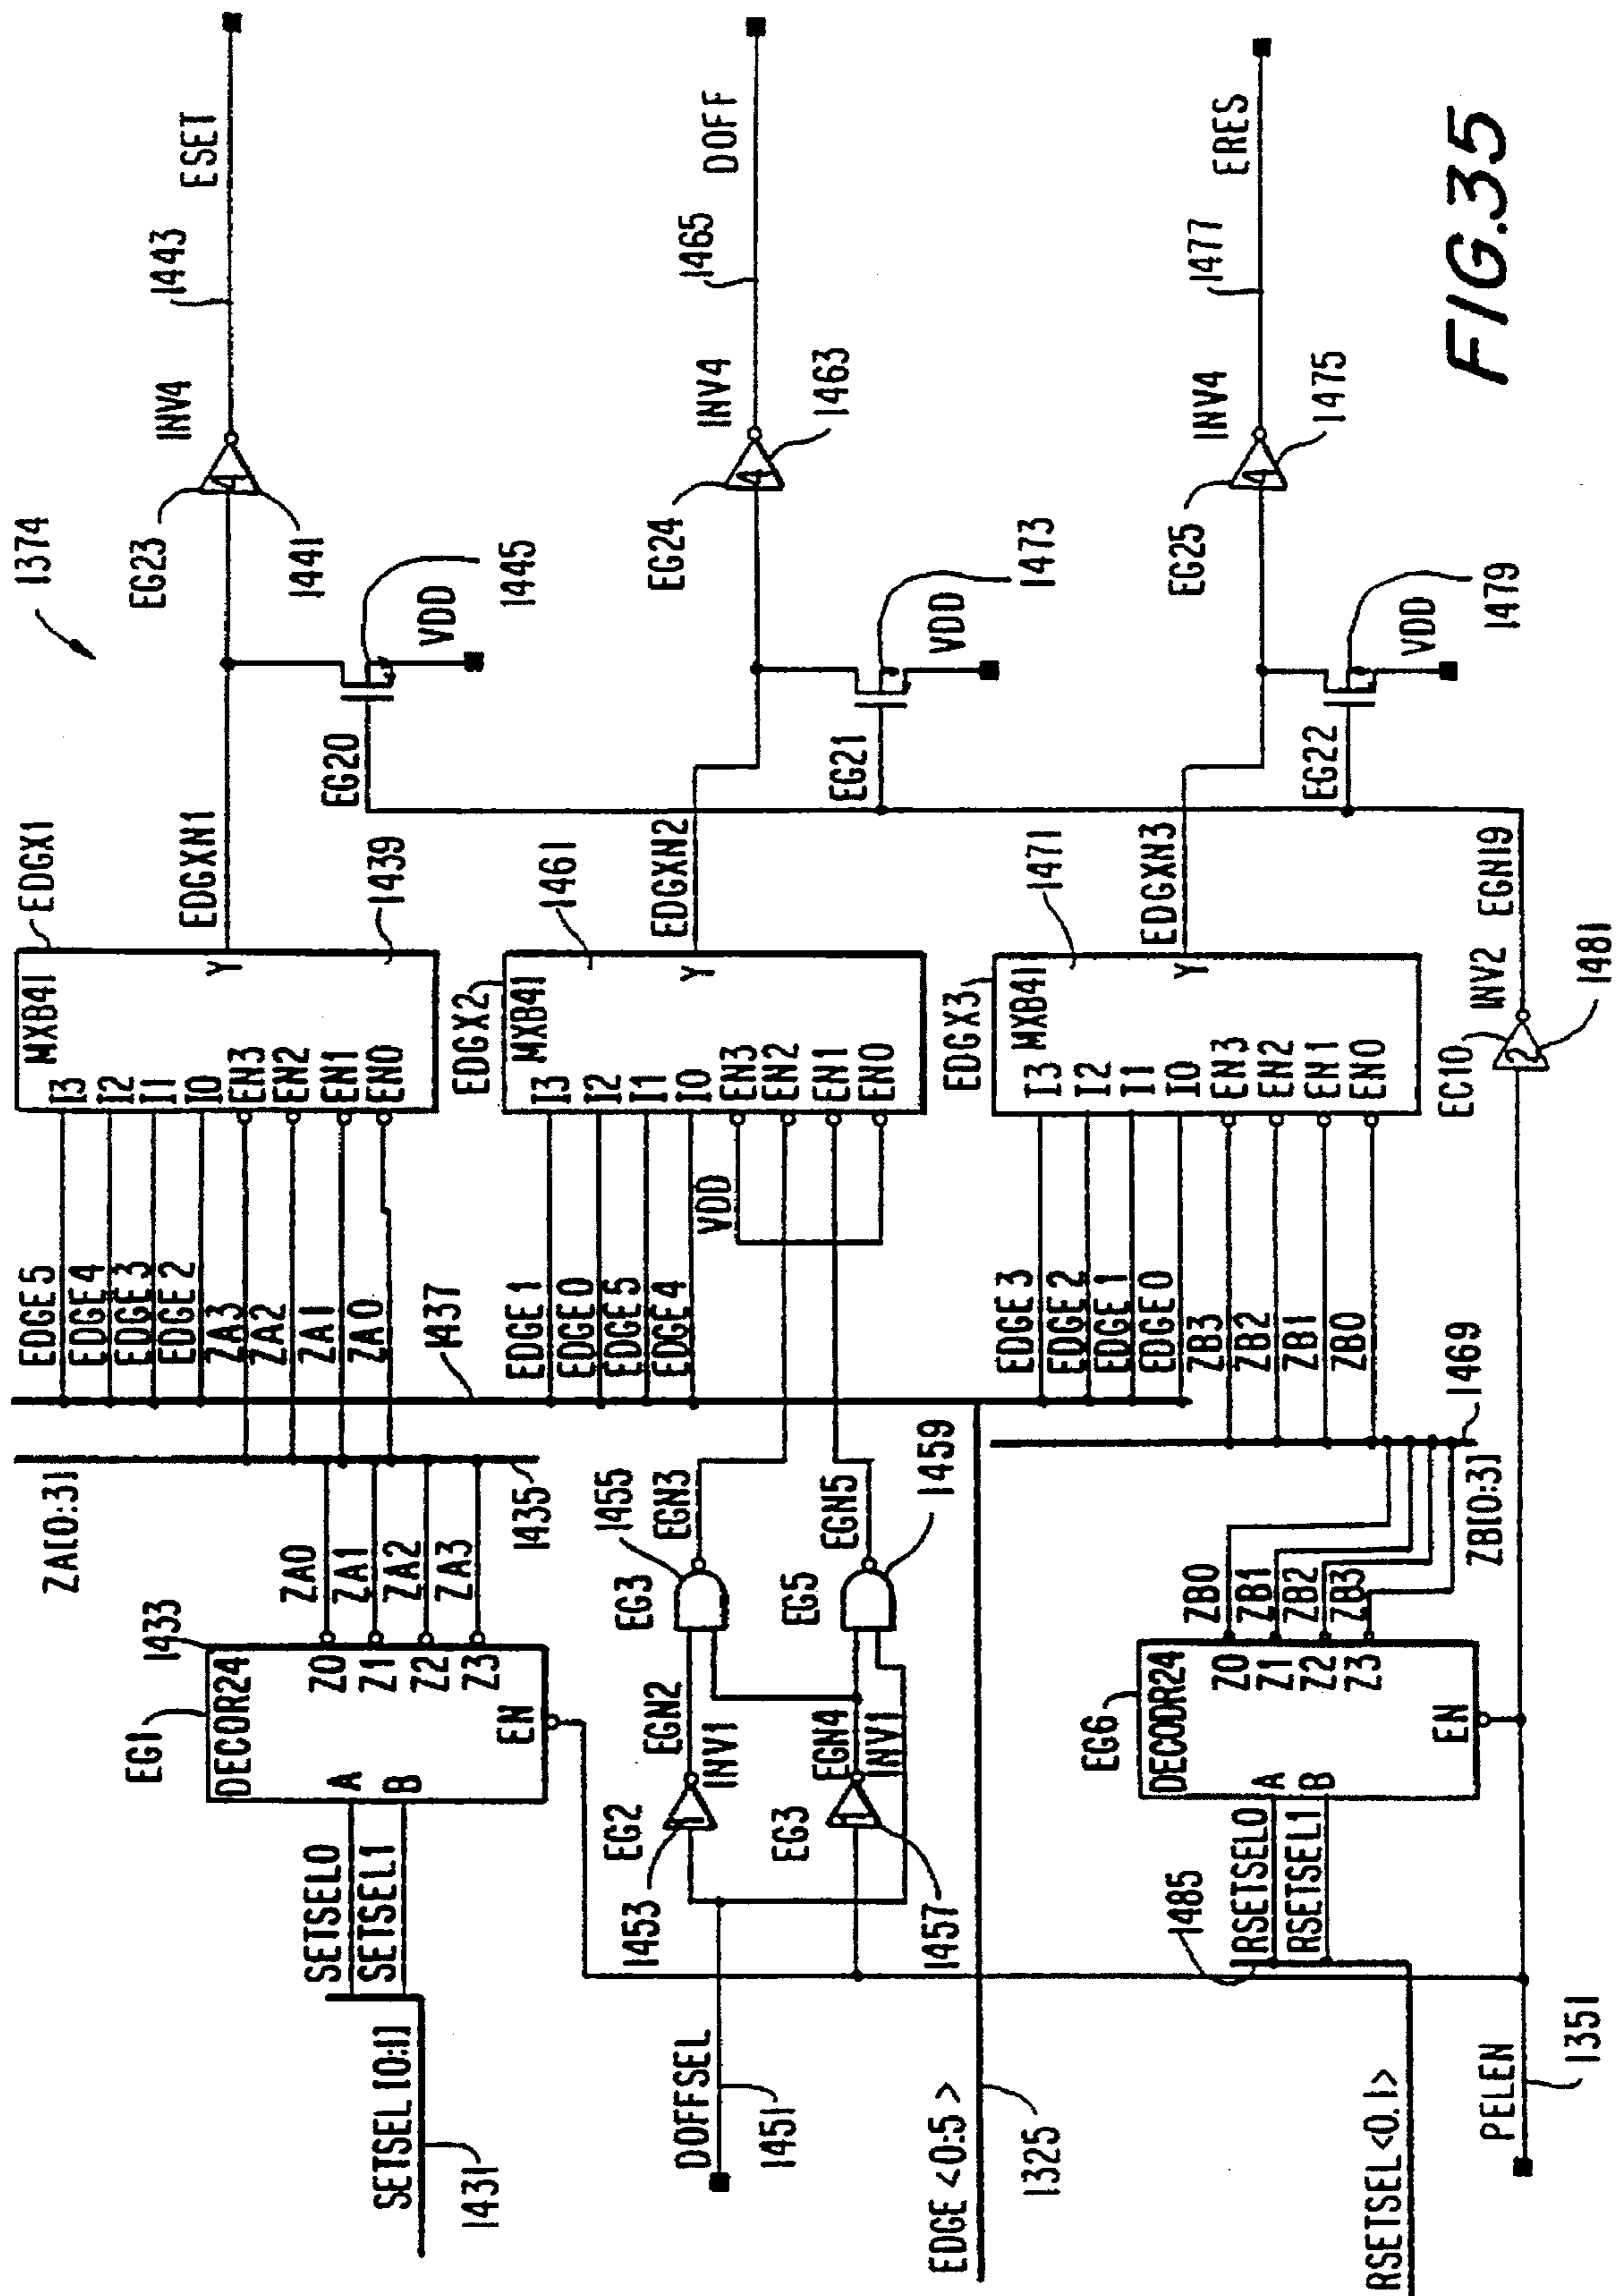 1374
EDGX1
MXB41
I3
I2
I1
I0
EN3
EN2
EN1
EN0
Y
1439
EDGXN1
EG23
INV4
4
1441
1443
ESET
EG20
1445
VDD
EDGE5
EDGE4
EDGE3
EDGE2
ZA3
ZA2
ZA1
ZA0
1437
ZA[0:3]
1435
ZA0
ZA1
ZA2
ZA3
1433
EG1
DECOR24
Z0
Z1
Z2
Z3
A
B
EN
SETSEL0
SETSEL1
SETSEL[0:1]
1431
EDGX2
MXB41
I3
I2
I1
I0
EN3
EN2
EN1
EN0
Y
1461
EDGXN2
EG24
INV4
4
1463
1465
DOFF
EG21
1473
VDD
EDGE1
EDGE0
EDGE5
EDGE4
VDD
1455
EGN3
EG3
EGN2
INV1
EG2
1
1453
EG5
EGN5
1459
EGN4
INV1
EG3
1
1457
DOFFSEL
1451
EDGE <0:5>
1325
EDGX3
MXB41
I3
I2
I1
I0
EN3
EN2
EN1
EN0
Y
1471
EDGXN3
EG25
INV4
4
1475
1477
ERES
EG22
1479
VDD
EDGE3
EDGE2
EDGE1
EDGE0
ZB3
ZB2
ZB1
ZB0
1469
ZB[0:3]
ZB0
ZB1
ZB2
ZB3
EG6
DECODR24
Z0
Z1
Z2
Z3
A
B
EN
1485
RSETSEL0
RSETSEL1
RSETSEL<0.1>
PELEN
1351
EC10
2
INV2
EGN19
1481
FIG.35